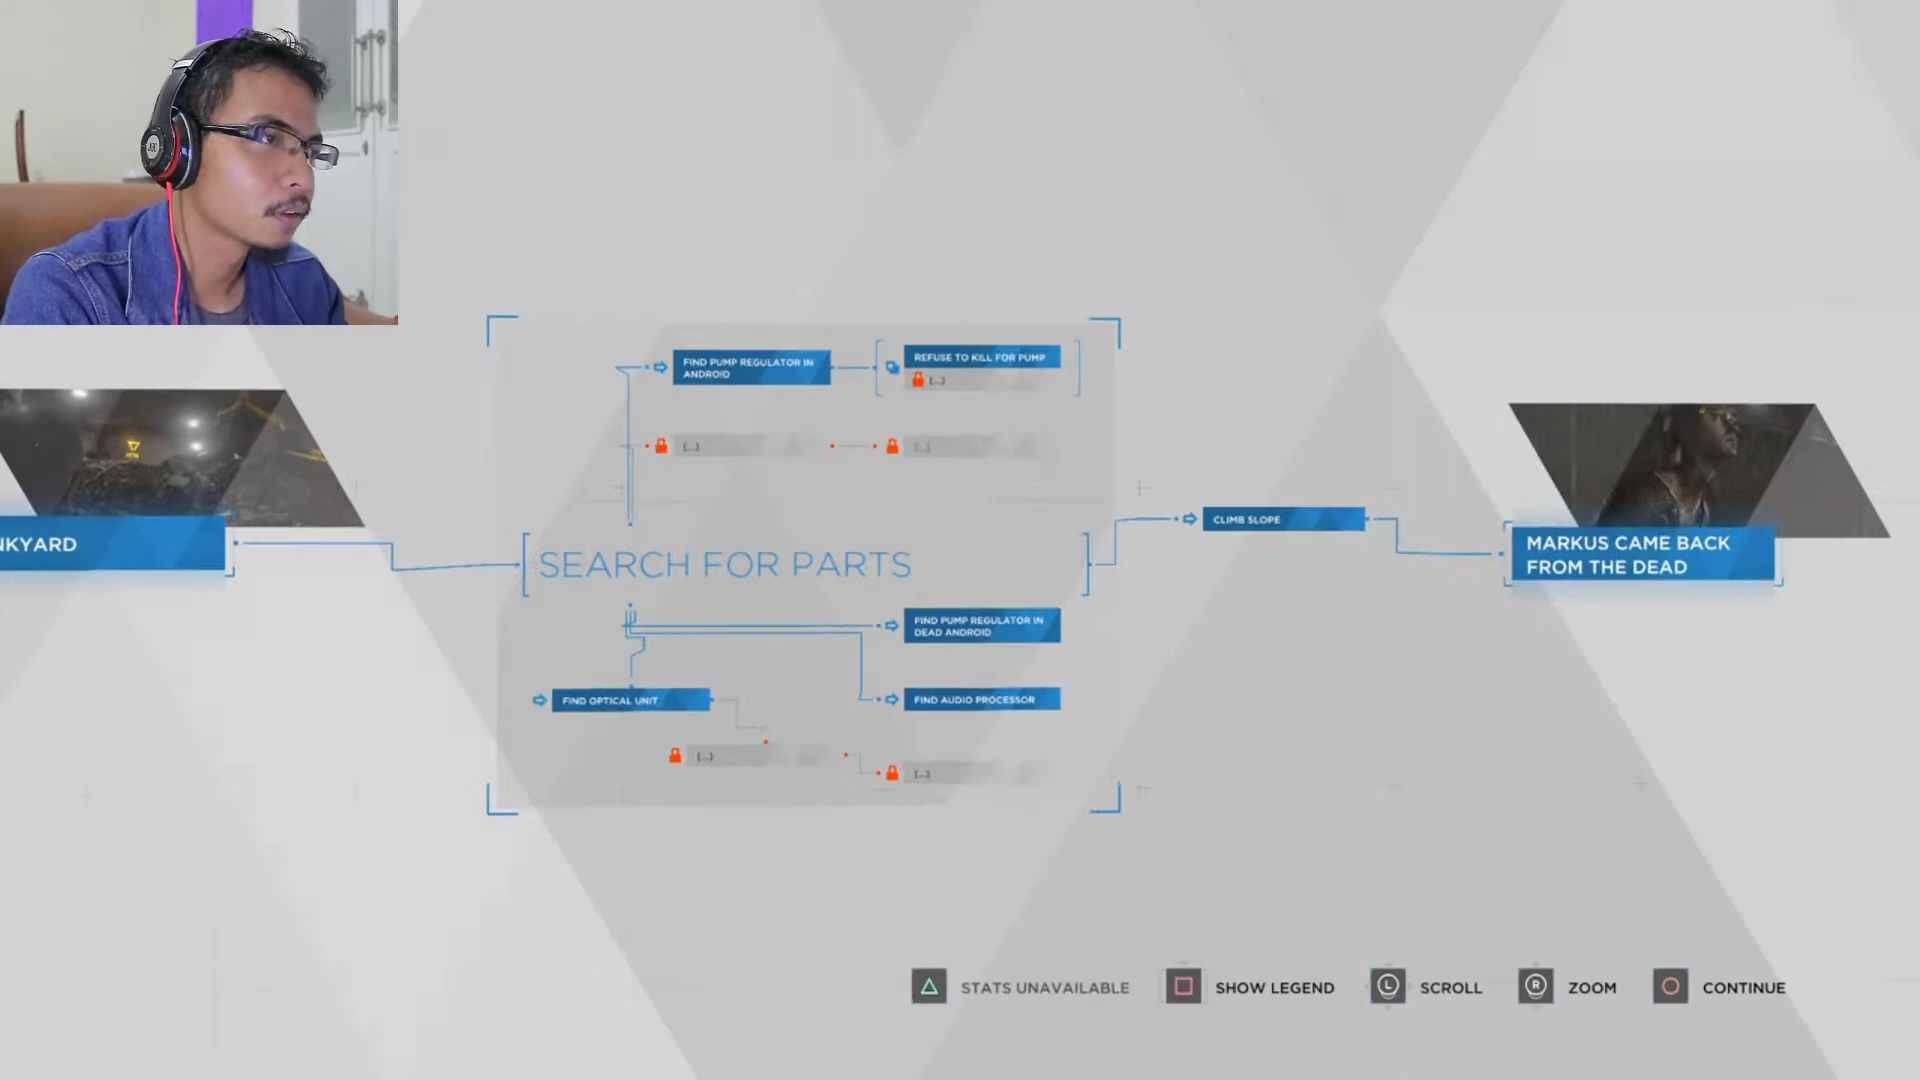 FIND PUMP REGULATOR IN
ANDROID
REFUSE TO KILL FOR PUMP
[...]
[...]
[...]
NKYARD
SEARCH FOR PARTS
CLIMB SLOPE
MARKUS CAME BACK
FROM THE DEAD
FIND PUMP REGULATOR IN
DEAD ANDROID
FIND OPTICAL UNIT
FIND AUDIO PROCESSOR
[...]
[...]
STATS UNAVAILABLE
SHOW LEGEND
L
SCROLL
R
ZOOM
CONTINUE